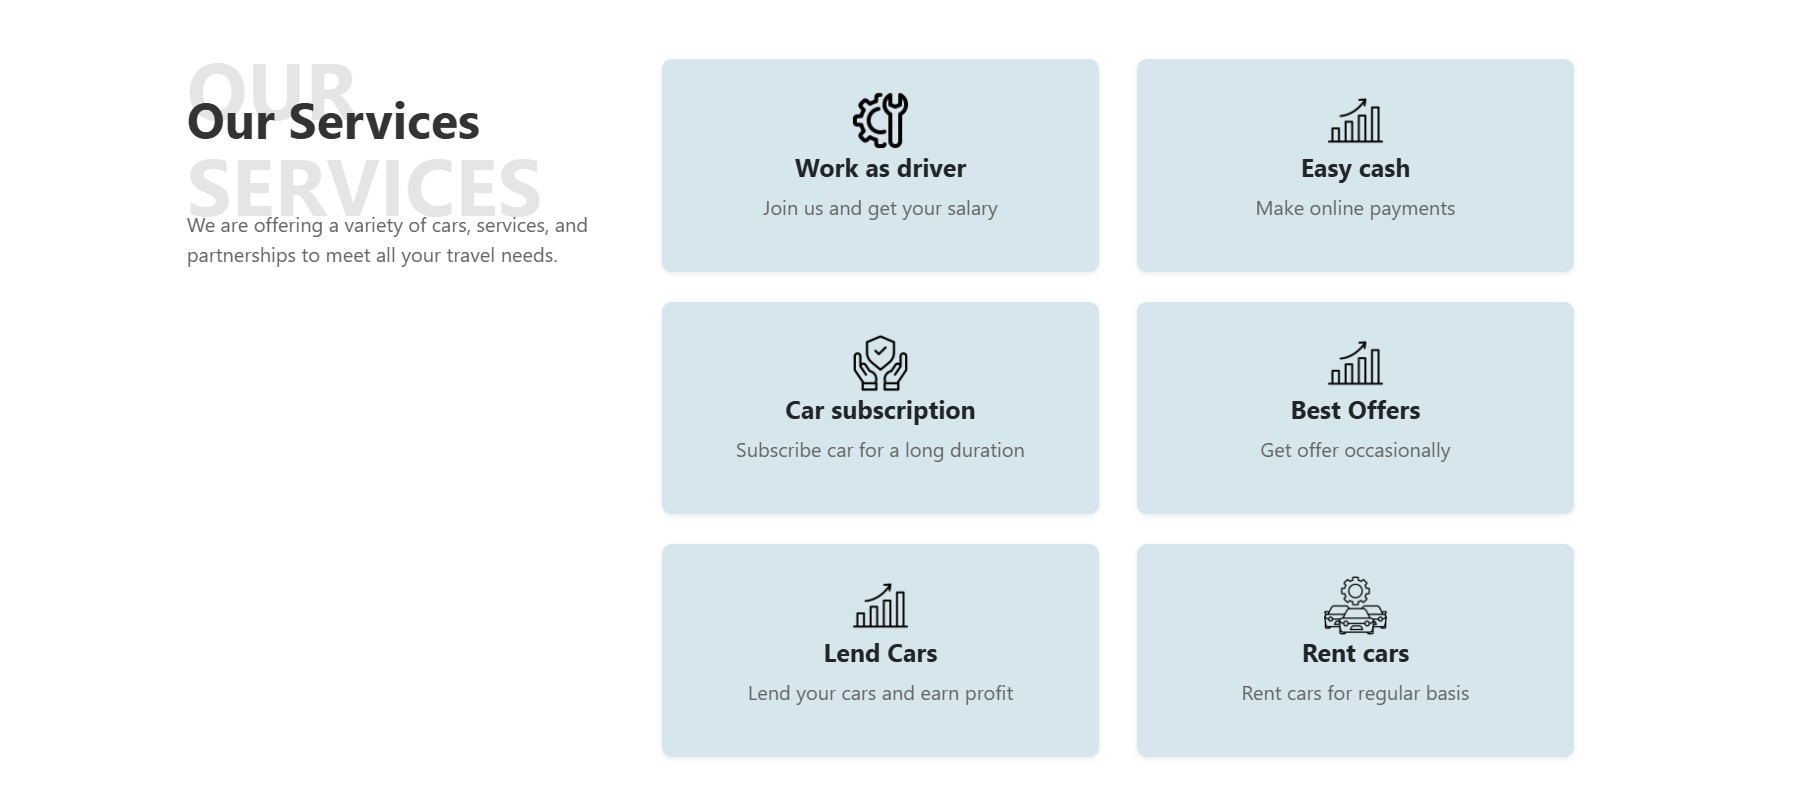 OUR
Our Services
SERVICES
We are offering a variety of cars, services, and
partnerships to meet all your travel needs.
Work as driver
Join us and get your salary
Easy cash
Make online payments
Car subscription
Subscribe car for a long duration
Best Offers
Get offer occasionally
Lend Cars
Lend your cars and earn profit
Rent cars
Rent cars for regular basis